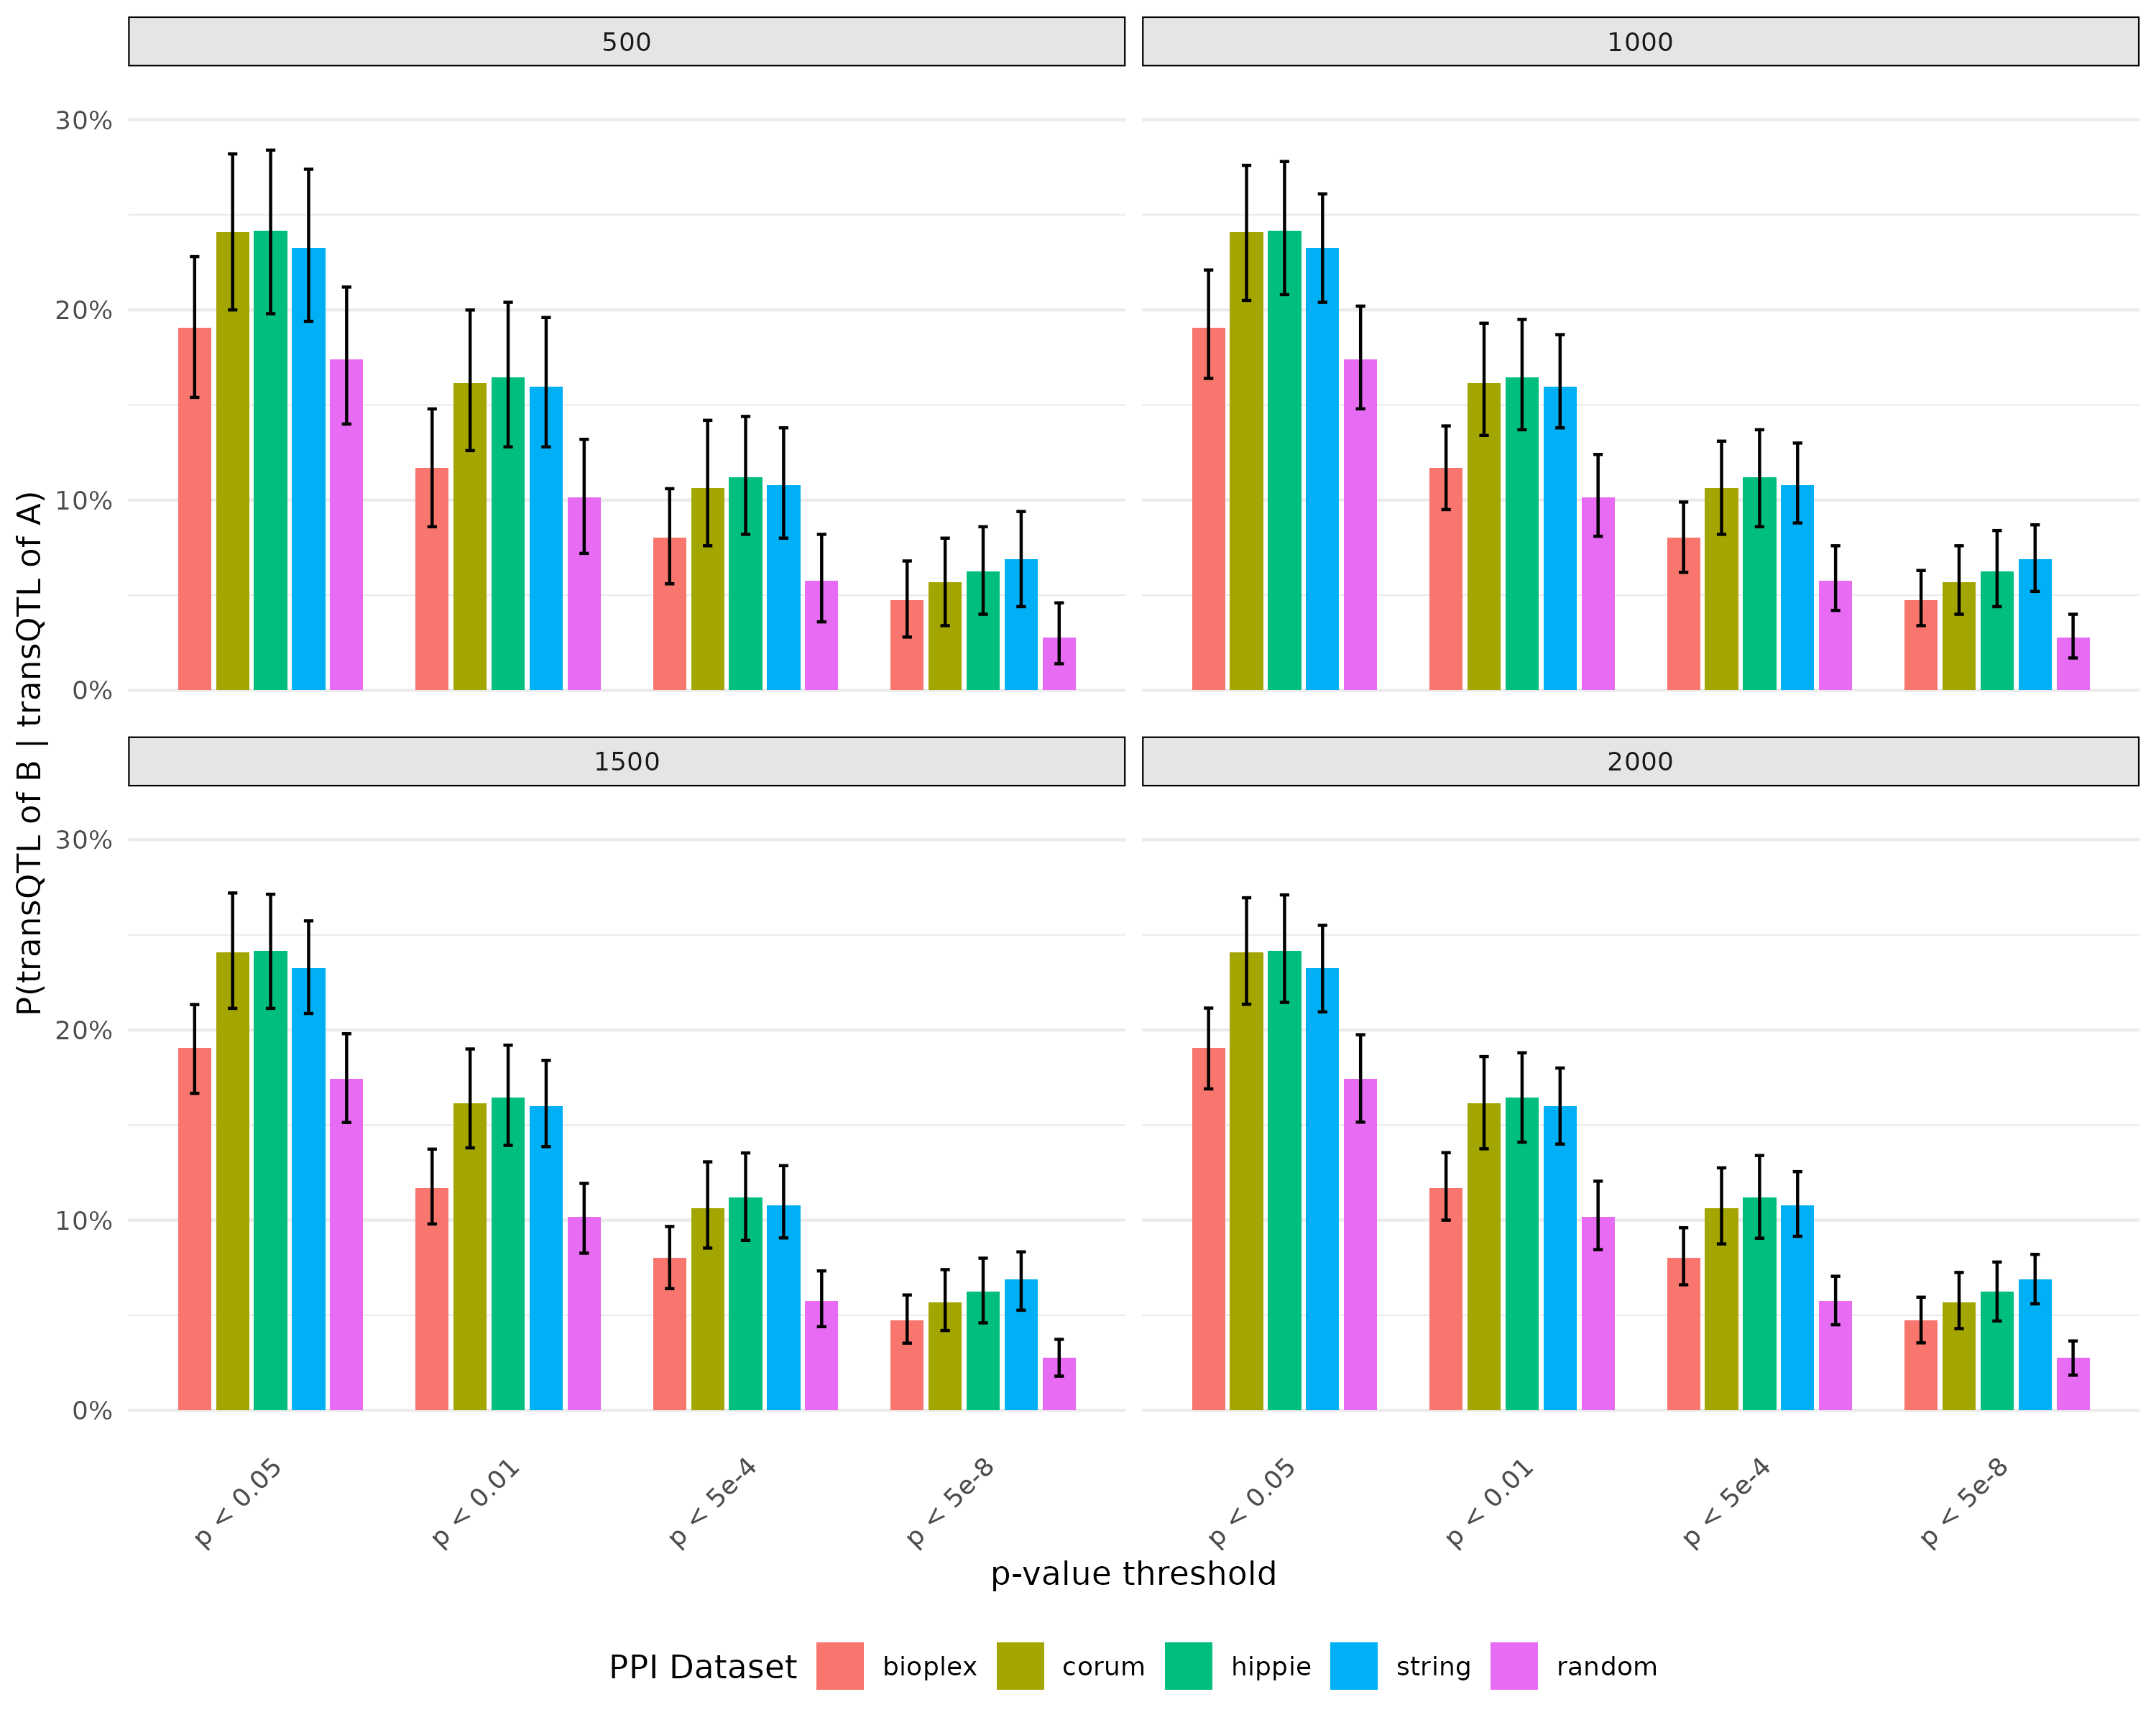 500
1000
30%
20%
10%
0%
P(transQTL of B | transQTL of A)
1500
2000
30%
20%
10%
0%
p < 0.05
p < 0.01
p < 5e-4
p < 5e-8
p < 0.05
p < 0.01
p < 5e-4
p < 5e-8
p-value threshold
PPI Dataset bioplex corum hippie string random